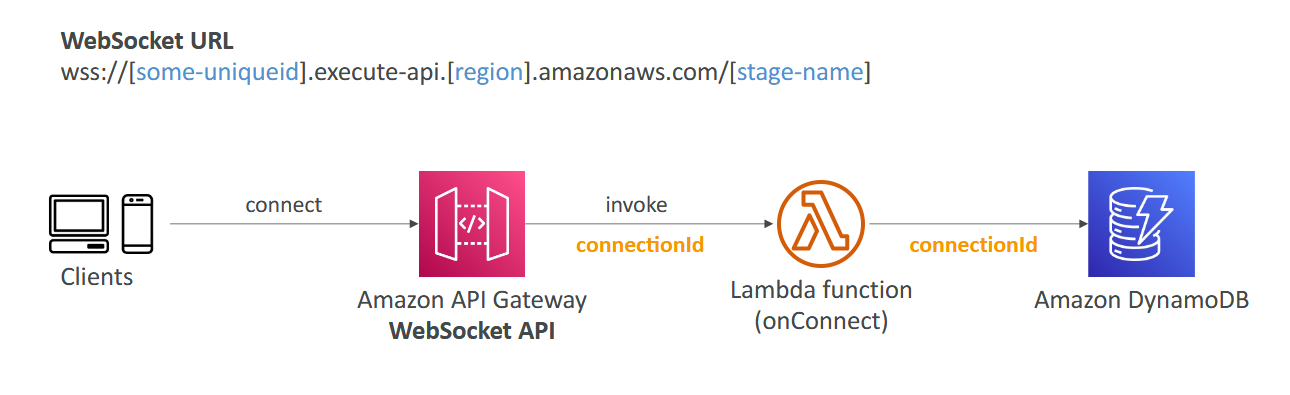 WebSocket URL
wss://[some-uniqueid].execute-api.[region].amazonaws.com/[stage-name]
connect
invoke
connectionId
connectionId
Clients
Amazon API Gateway
WebSocket API
Lambda function
(onConnect)
Amazon DynamoDB